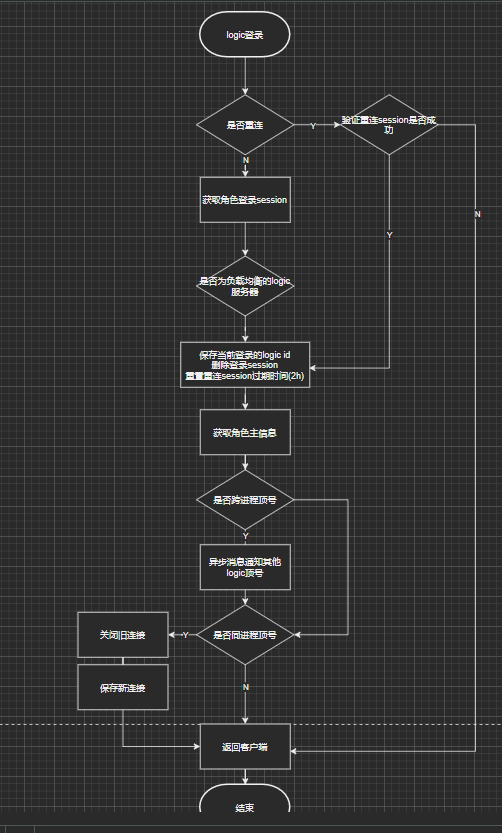 logic登录
是否重连
Y
验证重连session是否成
功
N
获取角色登录session
N
Y
是否为负载均衡的logic
服务器
保存当前登录的logic id
删除登录session
重置重连session过期时间(2h)
获取角色主信息
是否跨进程顶号
Y
异步消息通知其他
logic顶号
关闭旧连接
Y
是否同进程顶号
保存新连接
N
返回客户端
结束